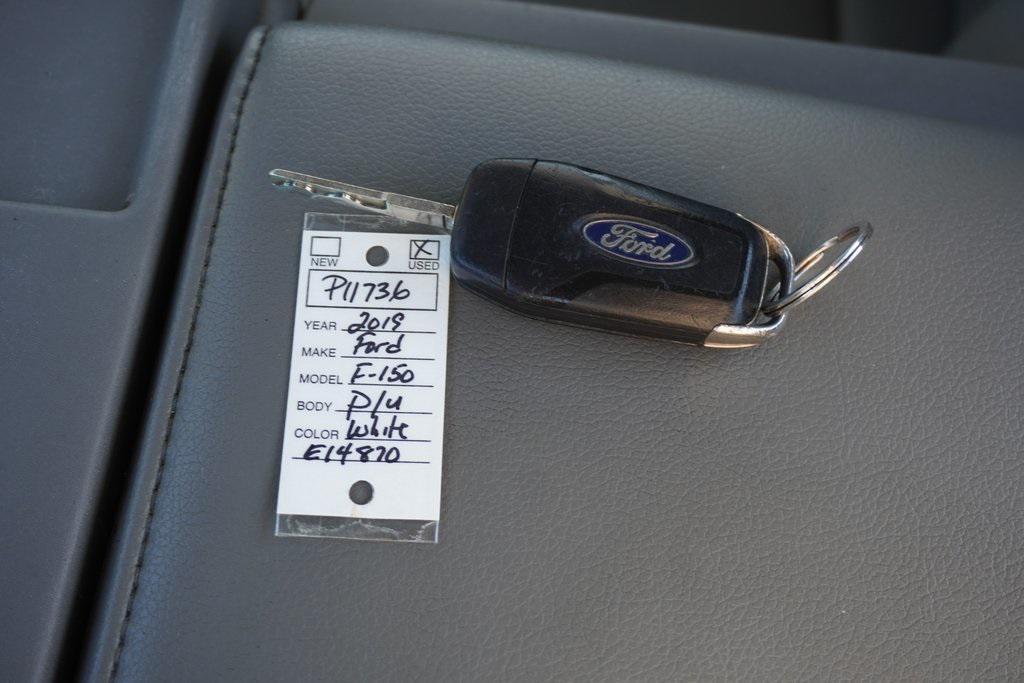 NEW X USED
P11736
YEAR 2019
MAKE Ford
MODEL F-150
BODY P/U
COLOR White
E14870
Ford